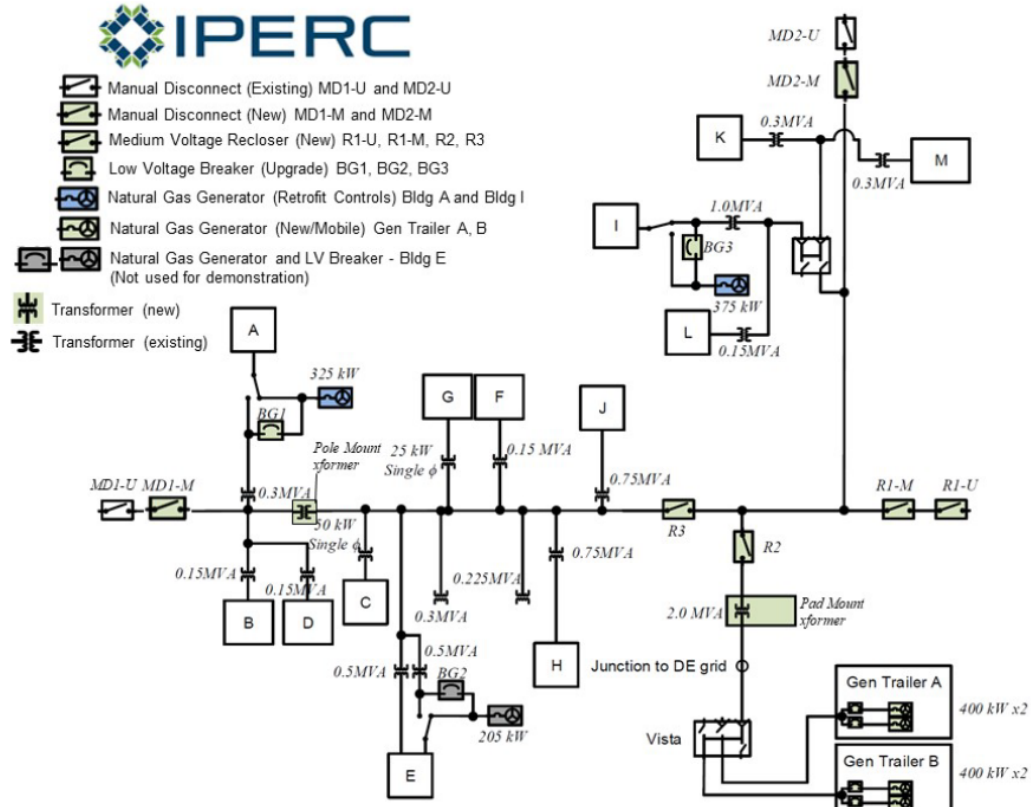 IPERC
Manual Disconnect (Existing) MD1-U and MD2-U
Manual Disconnect (New) MD1-M and MD2-M
Medium Voltage Recloser (New) R1-U, R1-M, R2, R3
Low Voltage Breaker (Upgrade) BG1, BG2, BG3
Natural Gas Generator (Retrofit Controls) Bldg A and Bldg I
Natural Gas Generator (New/Mobile) Gen Trailer A, B
Natural Gas Generator and LV Breaker - Bldg E
(Not used for demonstration)
Transformer (new)
Transformer (existing)
MD2-U
MD2-M
0.3MVA
K
M
0.3MVA
1.0MVA
I
BG3
375 kW
L
0.15MVA
A
325 kW
BG1
Pole Mount
xformer
G
F
J
25 kW
Single ϕ
0.15 MVA
0.75MVA
MD1-U
MD1-M
0.3MVA
50 kW
Single ϕ
R3
R1-M
R1-U
R2
0.15MVA
0.15MVA
B
D
C
0.3MVA
0.225MVA
0.75MVA
H
2.0 MVA
Pad Mount
xformer
Junction to DE grid
0.5MVA
0.5MVA
BG2
205 kW
E
Vista
Gen Trailer A
400 kW x2
Gen Trailer B
400 kW x2